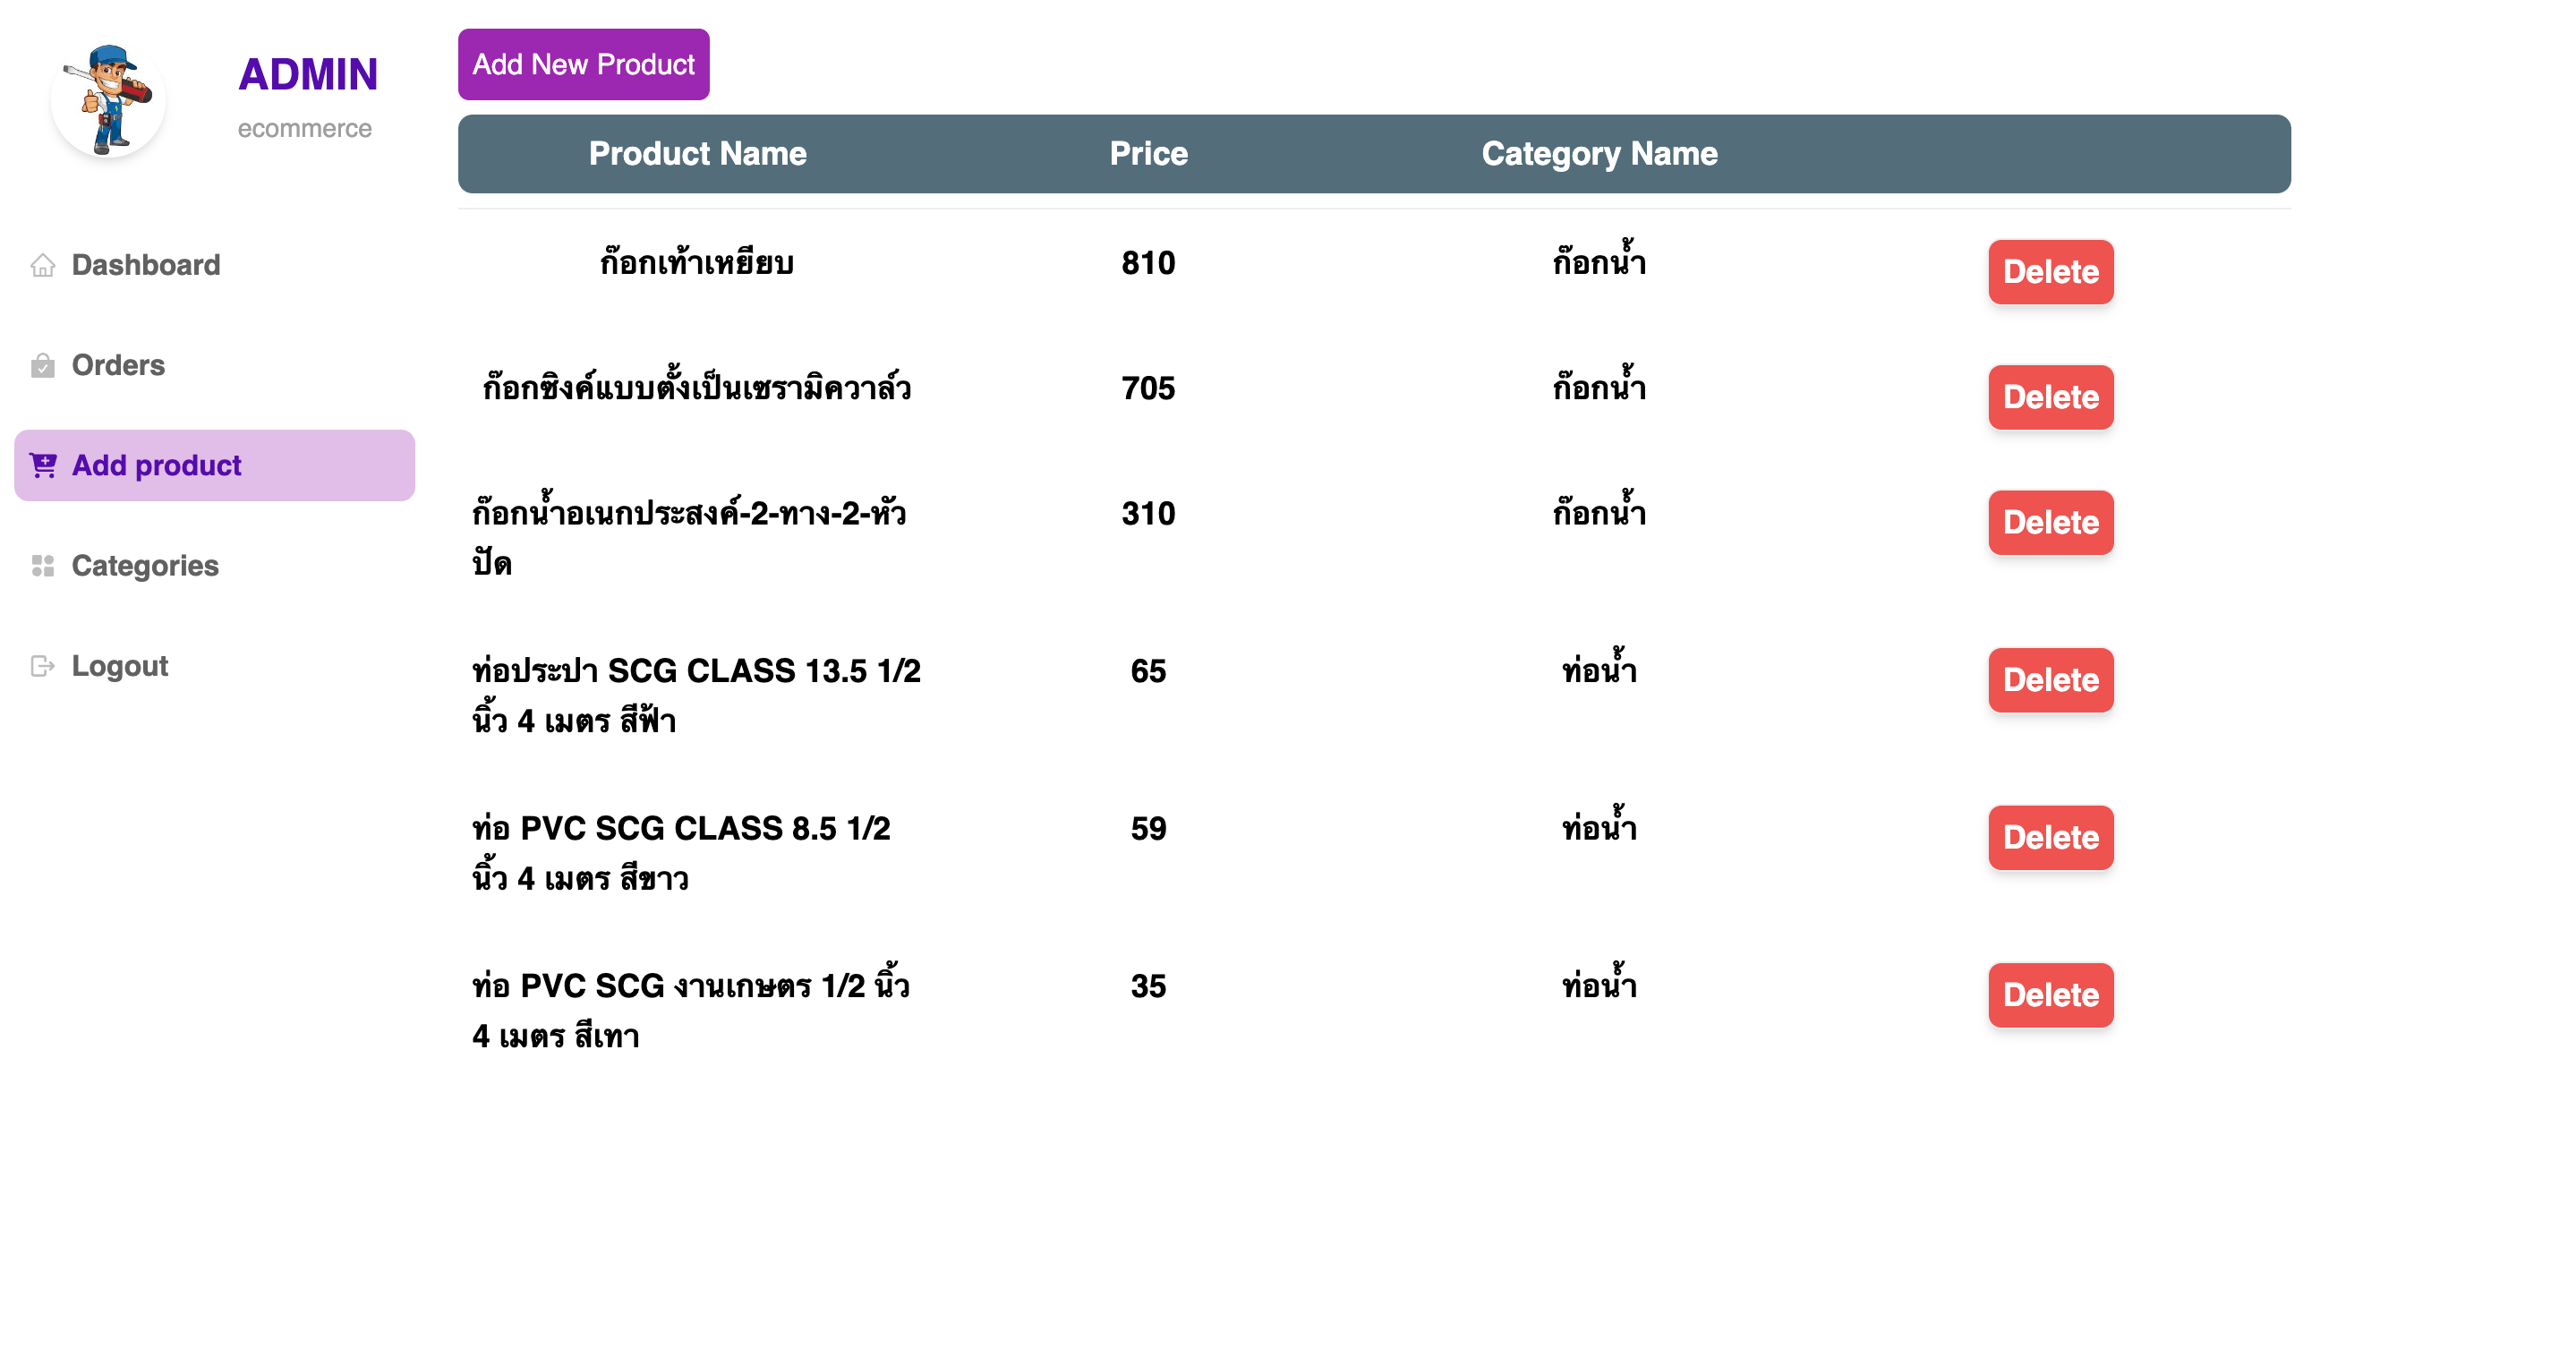 ADMIN
ecommerce
Dashboard
Orders
Add product
Categories
Logout
Add New Product
Product Name Price Category Name
ก๊อกเท้าเหยียบ 810 ก๊อกน้ำ Delete
ก๊อกซิงค์แบบตั้งเป็นเซรามิควาล์ว 705 ก๊อกน้ำ Delete
ก๊อกน้ำอเนกประสงค์-2-ทาง-2-หัว 310 ก๊อกน้ำ Delete
ปัด
ท่อประปา SCG CLASS 13.5 1/2 65 ท่อน้ำ Delete
นิ้ว 4 เมตร สีฟ้า
ท่อ PVC SCG CLASS 8.5 1/2 59 ท่อน้ำ Delete
นิ้ว 4 เมตร สีขาว
ท่อ PVC SCG งานเกษตร 1/2 นิ้ว 35 ท่อน้ำ Delete
4 เมตร สีเทา